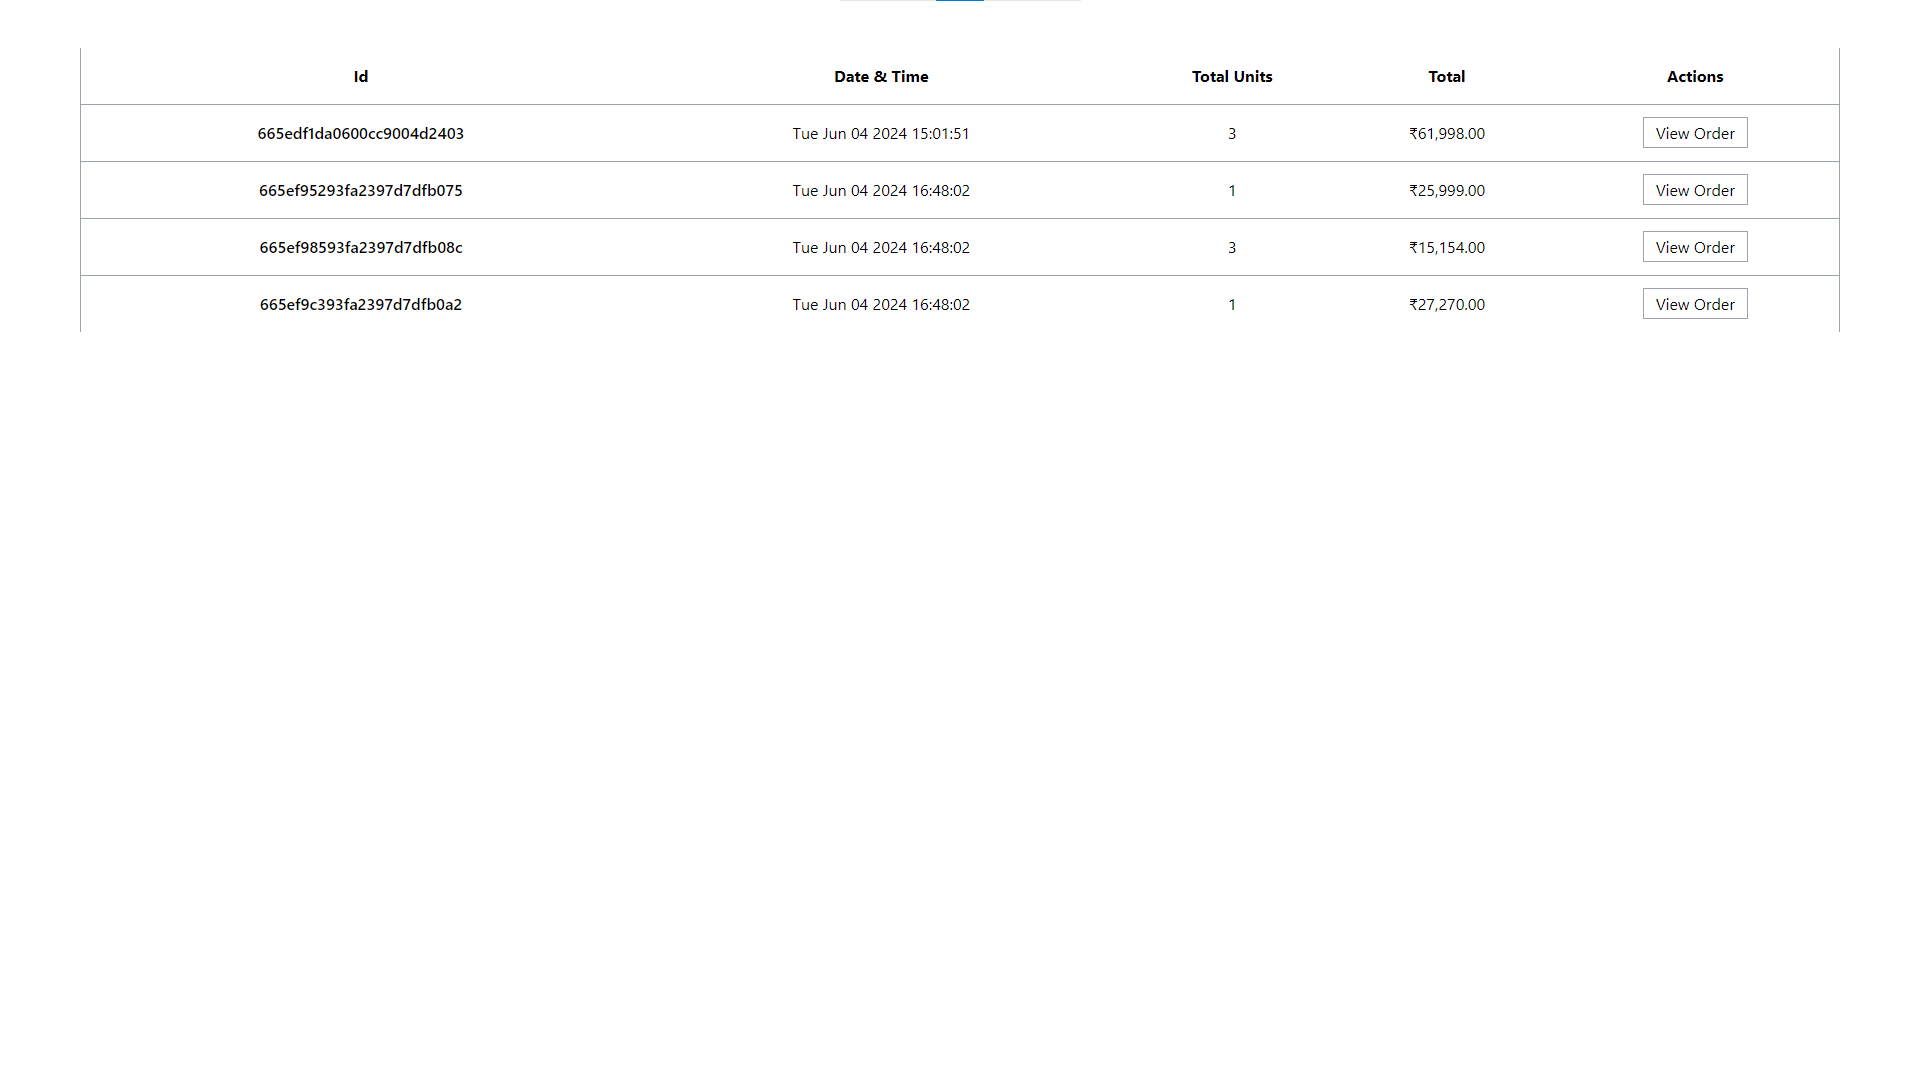 Id Date & Time Total Units Total Actions
665edf1da0600cc9004d2403 Tue Jun 04 2024 15:01:51 3 ₹61,998.00 View Order
665ef95293fa2397d7dfb075 Tue Jun 04 2024 16:48:02 1 ₹25,999.00 View Order
665ef98593fa2397d7dfb08c Tue Jun 04 2024 16:48:02 3 ₹15,154.00 View Order
665ef9c393fa2397d7dfb0a2 Tue Jun 04 2024 16:48:02 1 ₹27,270.00 View Order